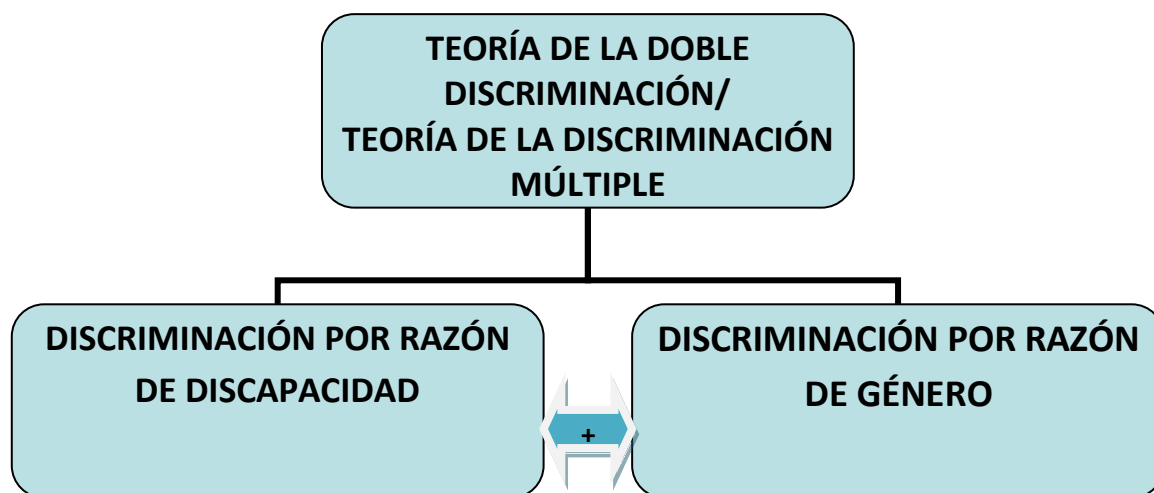 TEORÍA DE LA DOBLE
DISCRIMINACIÓN/
TEORÍA DE LA DISCRIMINACIÓN
MÚLTIPLE
DISCRIMINACIÓN POR RAZÓN
DE DISCAPACIDAD
+
DISCRIMINACIÓN POR RAZÓN
DE GÉNERO